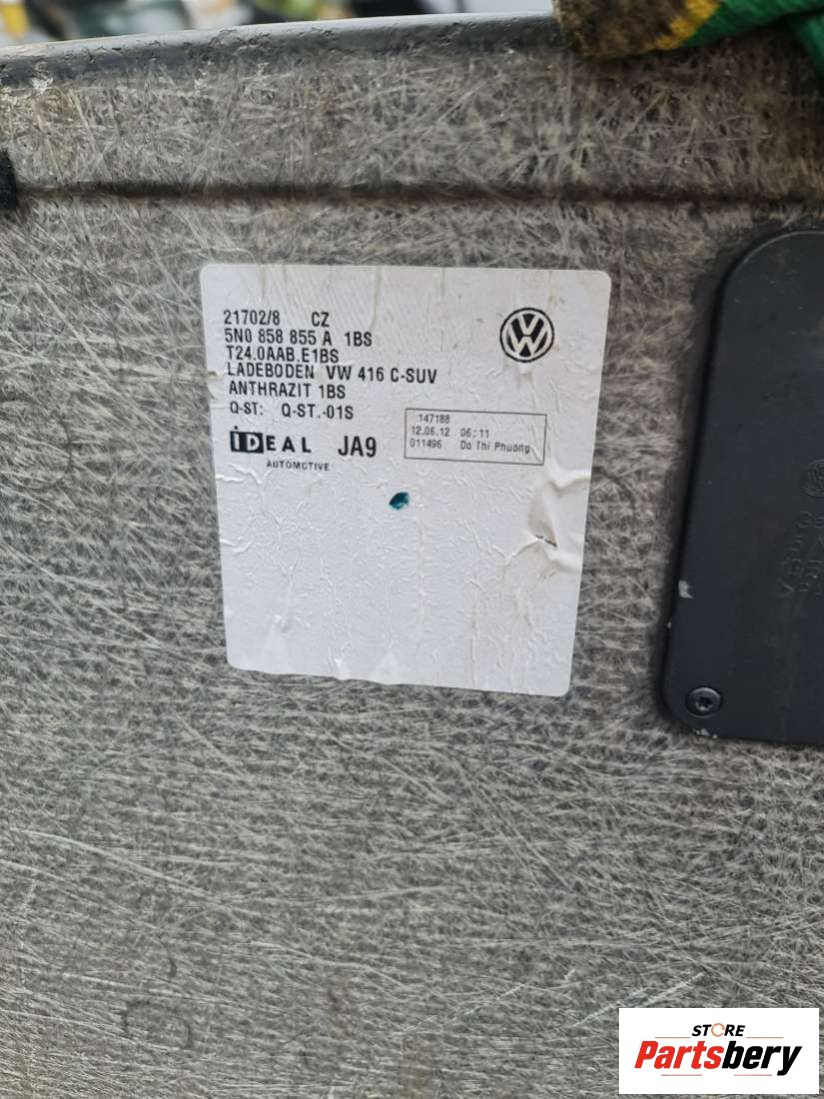 21702/8 CZ
5N0 858 855 A 1BS
T24.0AAB.E1BS
LADEBODEN VW 416 C-SUV
ANTHRAZIT 1BS
Q-ST: Q-ST.-01S
IDEAL JA9
AUTOMOTIVE
147188
12.06.12 06:11
011496 Do Thi Phuong
STORE
Partsbery